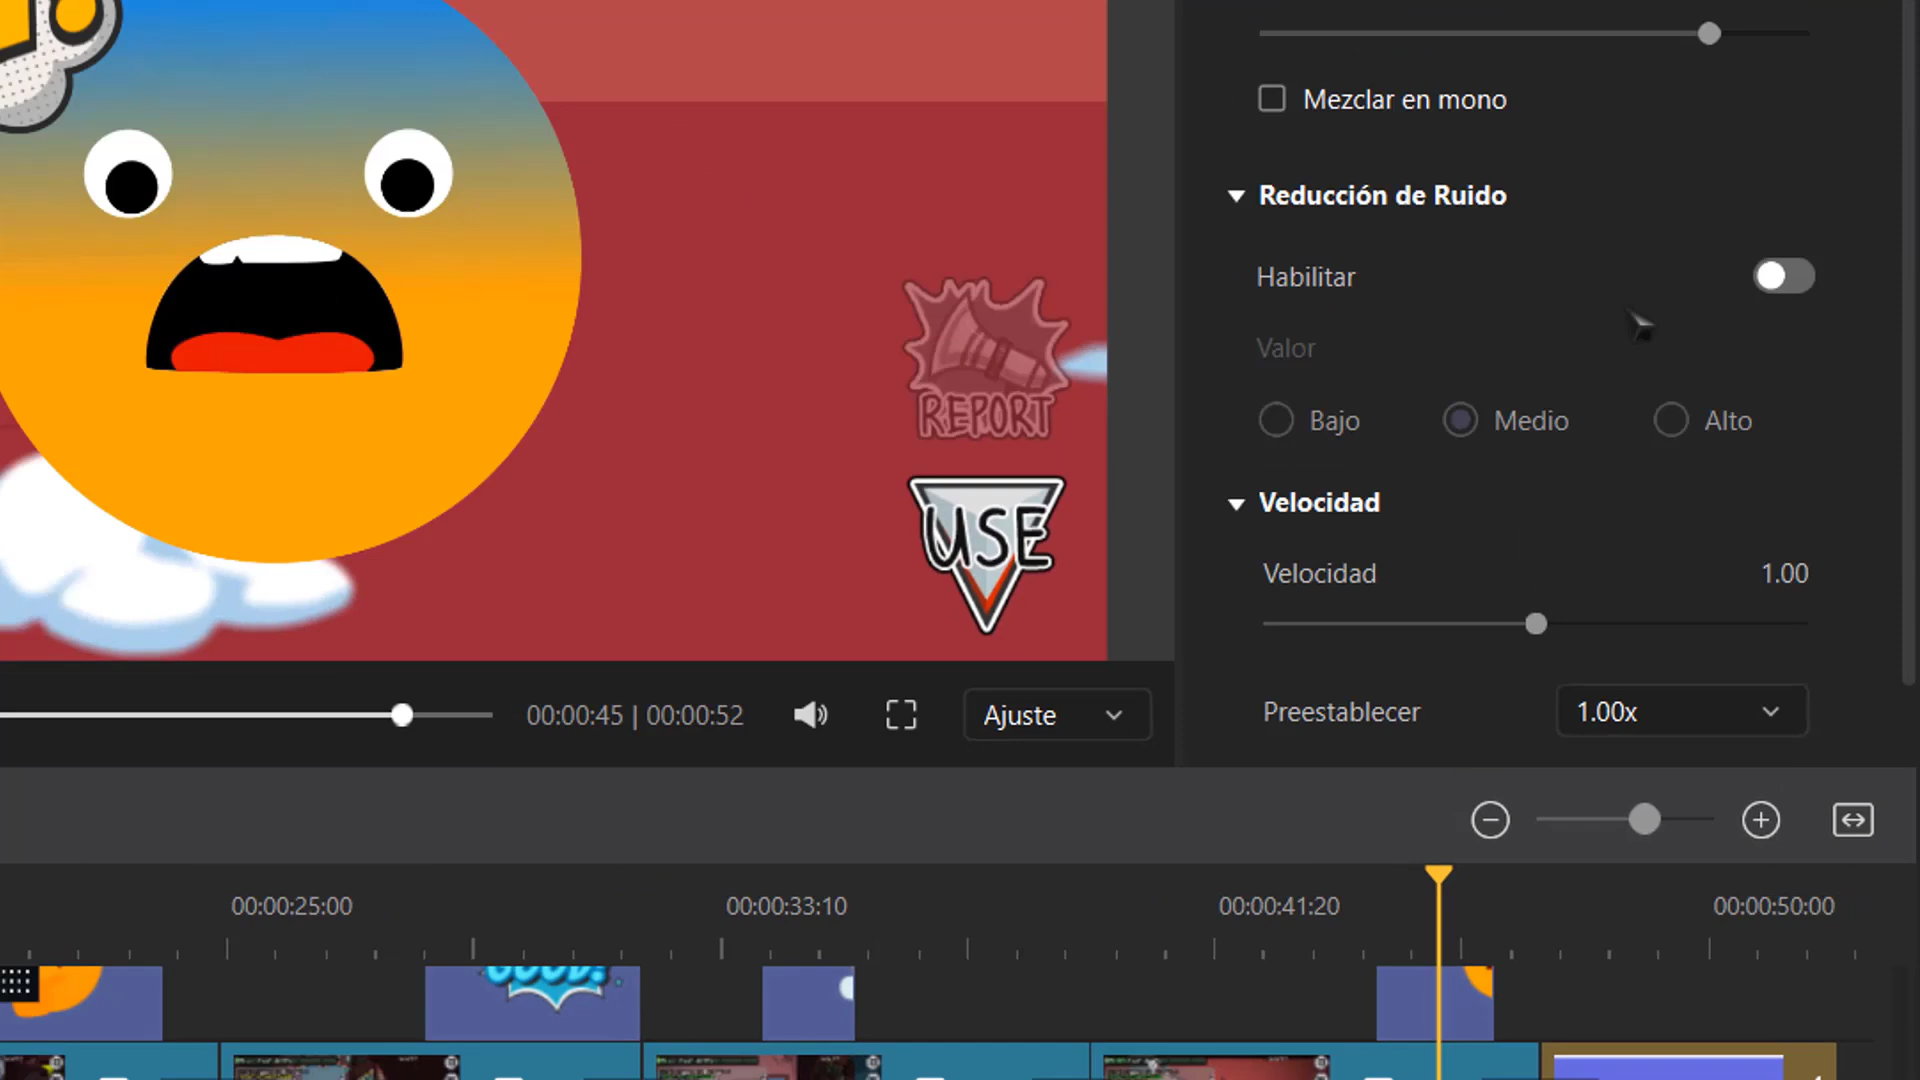 Mezclar en mono
Reducción de Ruido
Habilitar
Valor
Bajo Medio Alto
Velocidad
Velocidad 1.00
Preestablecer 1.00x
REPORT
USE
00:00:45 | 00:00:52 Ajuste
00:00:25:00 00:00:33:10 00:00:41:20 00:00:50:00
GOOD!